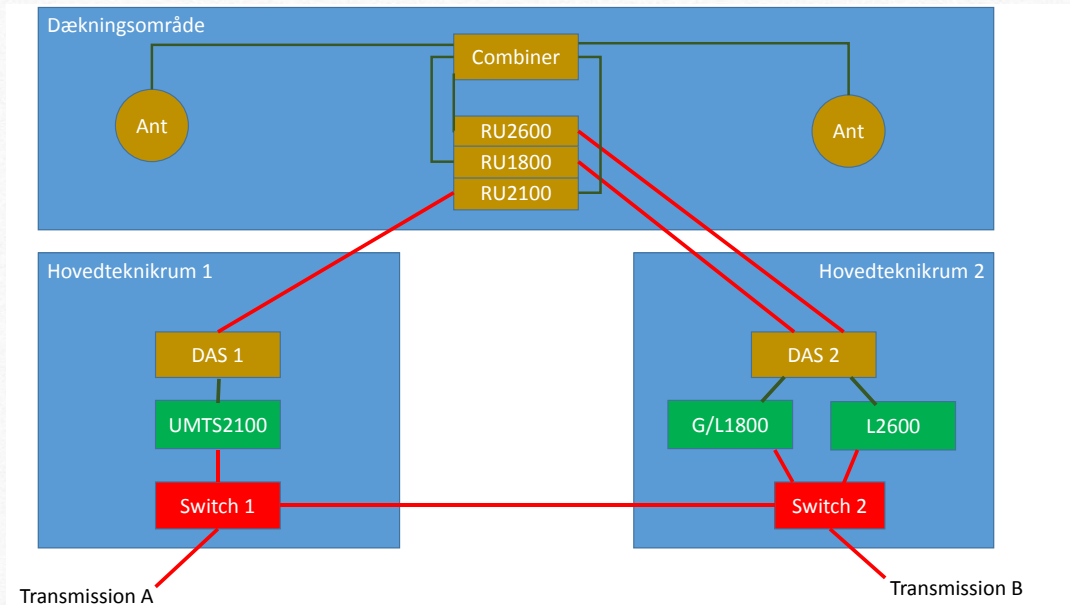 Dækningsområde
Combiner
Ant
Ant
RU2600
RU1800
RU2100
Hovedteknikrum 1
Hovedteknikrum 2
DAS 1
DAS 2
UMTS2100
G/L1800
L2600
Switch 1
Switch 2
Transmission A
Transmission B